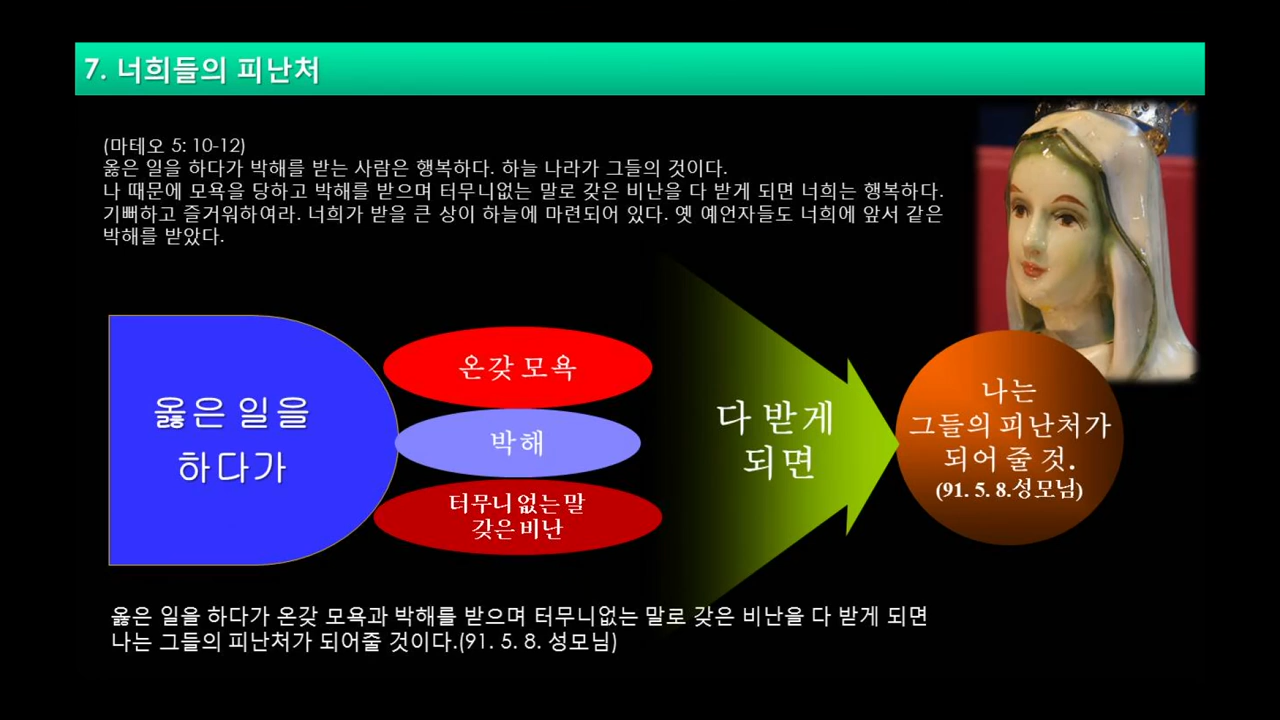 7. 너희들의 피난처
(마테오 5: 10-12)
옳은 일을 하다가 박해를 받는 사람은 행복하다. 하늘 나라가 그들의 것이다.
나 때문에 모욕을 당하고 박해를 받으며 터무니없는 말로 갖은 비난을 다 받게 되면 너희는 행복하다.
기뻐하고 즐거워하여라. 너희가 받을 큰 상이 하늘에 마련되어 있다. 옛 예언자들도 너희에 앞서 같은
박해를 받았다.
옳은 일을
하다가
온갖 모욕
박해
터무니없는 말
갖은 비난
다 받게
되면
나는
그들의 피난처가
되어 줄 것.
(91. 5. 8.성모님)
옳은 일을 하다가 온갖 모욕과 박해를 받으며 터무니없는 말로 갖은 비난을 다 받게 되면
나는 그들의 피난처가 되어줄 것이다.(91. 5. 8. 성모님)